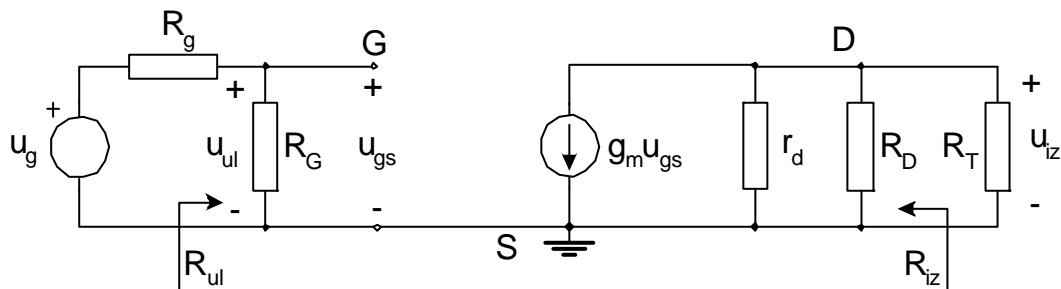 R_g
G
D
+
+
+
+
u_g
u_ul
R_G
u_gs
g_m u_gs
r_d
R_D
R_T
u_iz
-
-
-
S
R_ul
R_iz